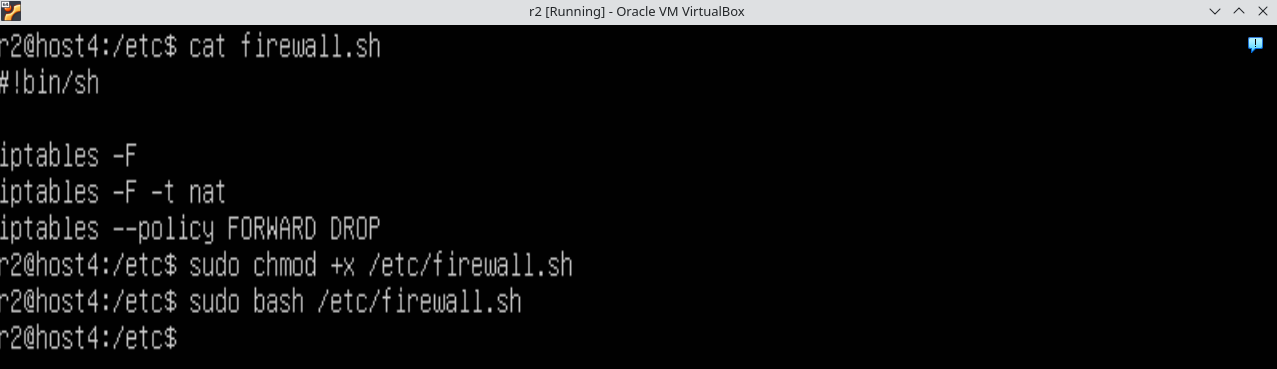 r2 [Running] - Oracle VM VirtualBox
r2@host4:/etc$ cat firewall.sh
#!bin/sh
iptables -F
iptables -F -t nat
iptables --policy FORWARD DROP
r2@host4:/etc$ sudo chmod +x /etc/firewall.sh
r2@host4:/etc$ sudo bash /etc/firewall.sh
r2@host4:/etc$